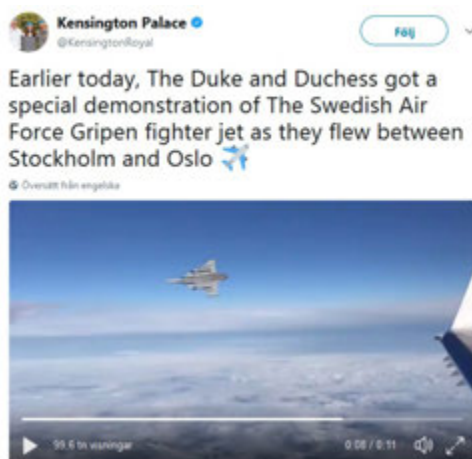 Kensington Palace
Följ
@KensingtonRoyal
Earlier today, The Duke and Duchess got a
special demonstration of The Swedish Air
Force Gripen fighter jet as they flew between
Stockholm and Oslo
Översätt från engelska
99.6 tn visningar
0:08 / 0:11